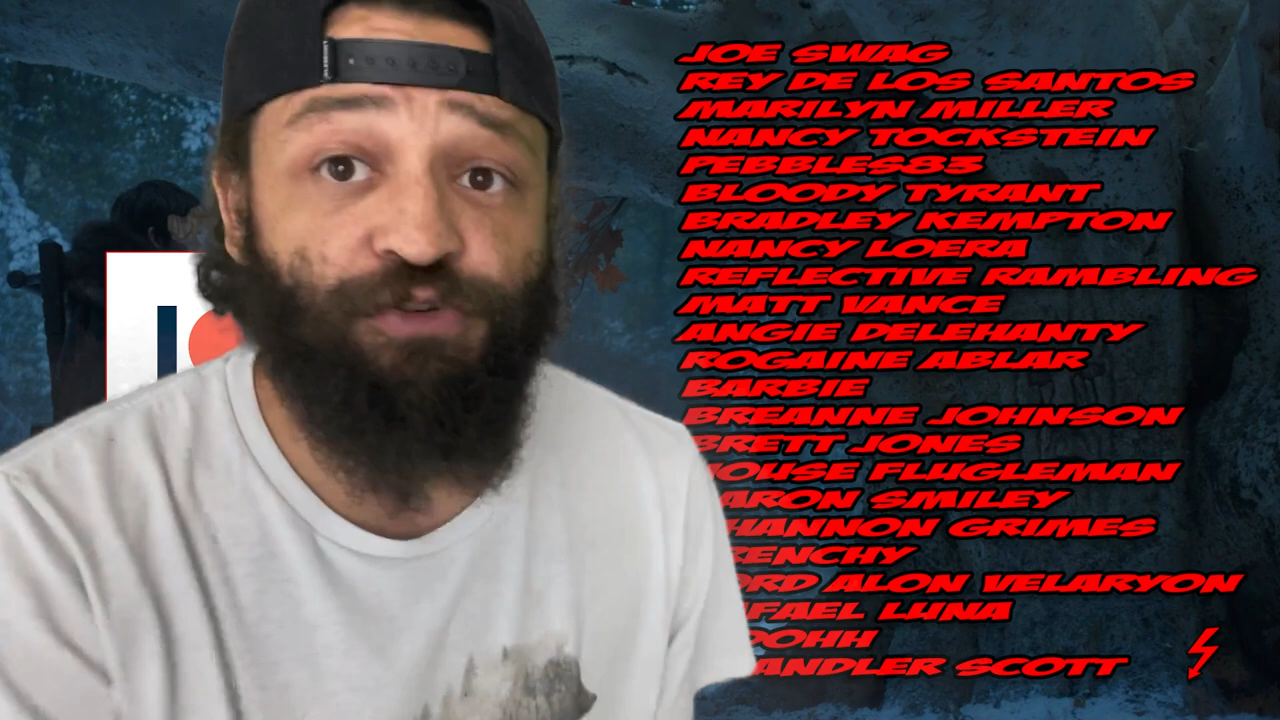 JOE SWAG
REY DE LOS SANTOS
MARILYN MILLER
NANCY TOCKSTEIN
PEBBLES83
BLOODY TYRANT
BRADLEY KEMPTON
NANCY LOERA
REFLECTIVE RAMBLING
MATT VANCE
ANGIE DELEHANTY
ROGAINE ABLAR
BARBIE
BREANNE JOHNSON
BRETT JONES
FLUGLEMAN
SMILEY
GRIMES
ALON VELARYON
LUNA
SCOTT